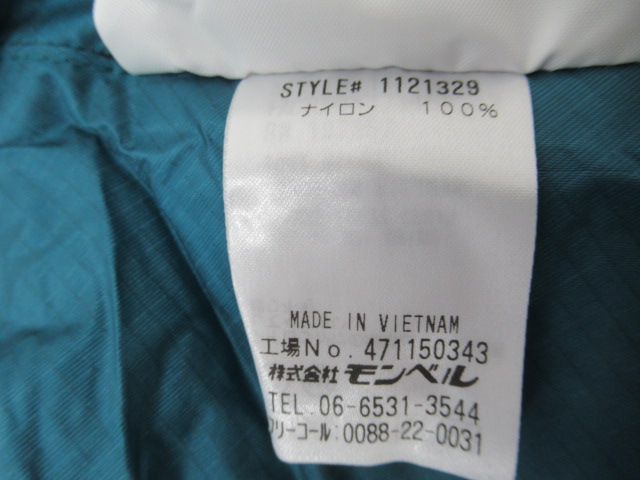 STYLE# 1121329
ナイロン 100%
MADE IN VIETNAM
工場No. 471150343
株式会社 モンベル
TEL. 06-6531-3544
フリーコール:0088-22-0031